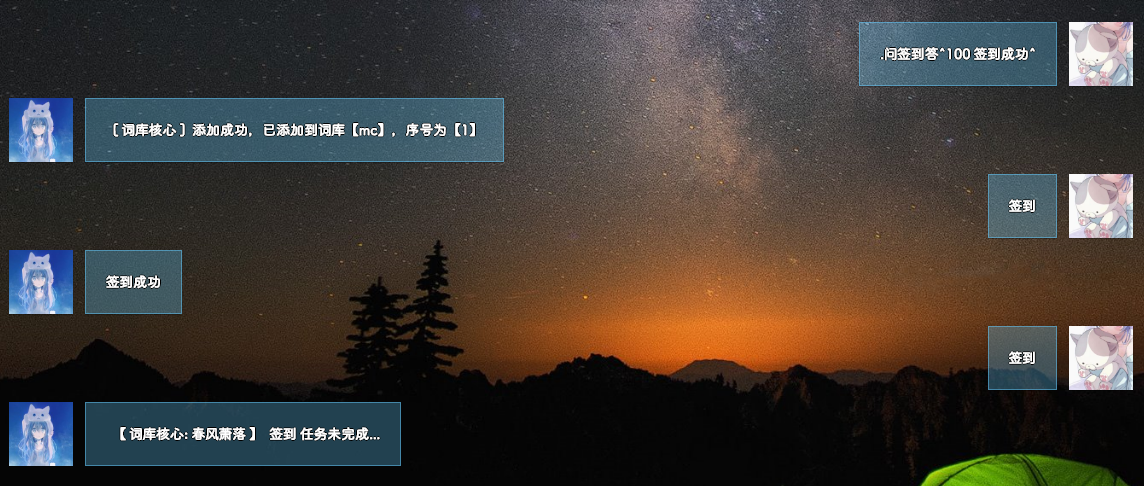 .问签到答^100 签到成功^
〔 词库核心 〕添加成功，已添加到词库【mc】，序号为【1】
签到
签到成功
签到
【 词库核心: 春风萧落 】 签到 任务未完成...